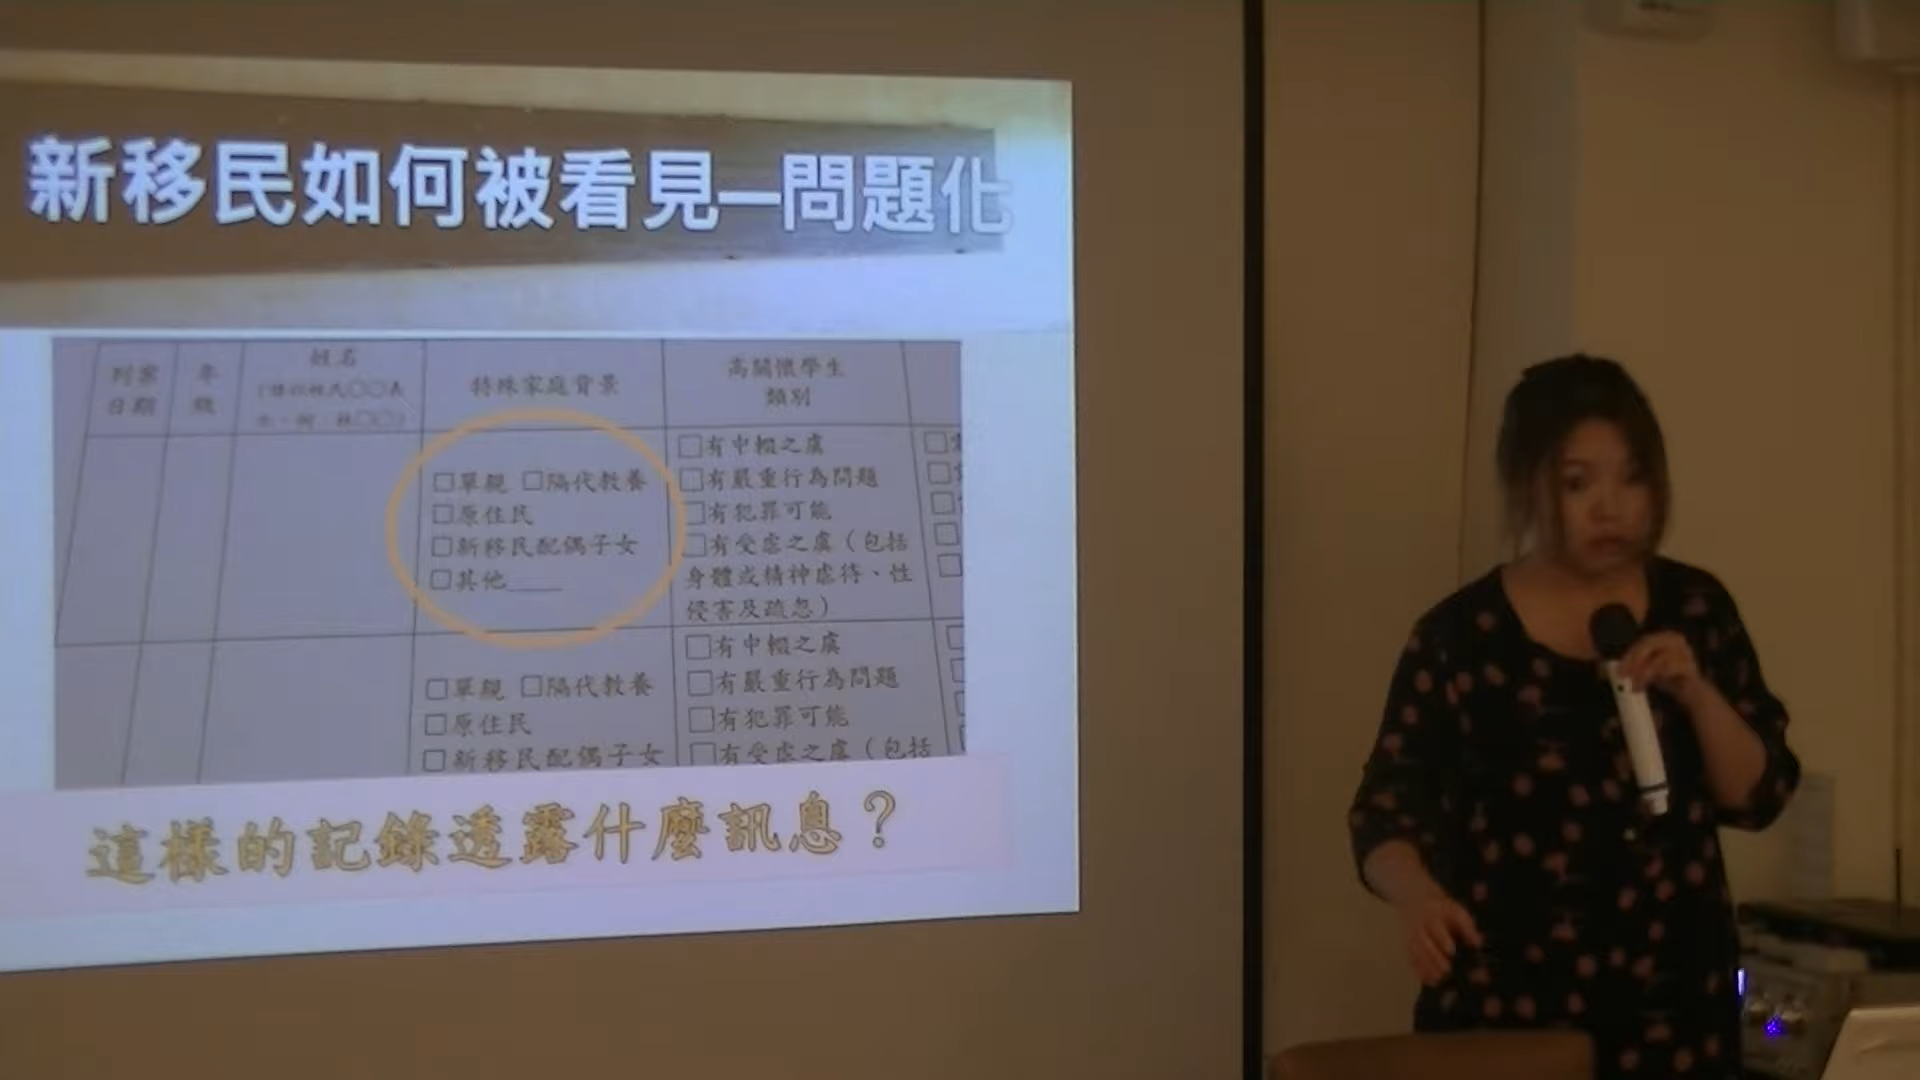 新移民如何被看見—問題化
列案日期
年級
姓名
特殊家庭背景
高關懷學生
類別
□單親 □隔代教養
□原住民
□新移民配偶子女
□其他____
□有中輟之虞
□有嚴重行為問題
□有犯罪可能
□有受虐之虞（包括
身體或精神虐待、性
侵害及疏忽）
□單親 □隔代教養
□原住民
□新移民配偶子女
□有中輟之虞
□有嚴重行為問題
□有犯罪可能
□有受虐之虞（包括
這樣的記錄透露什麼訊息？